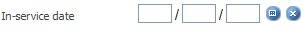 In-service date / /